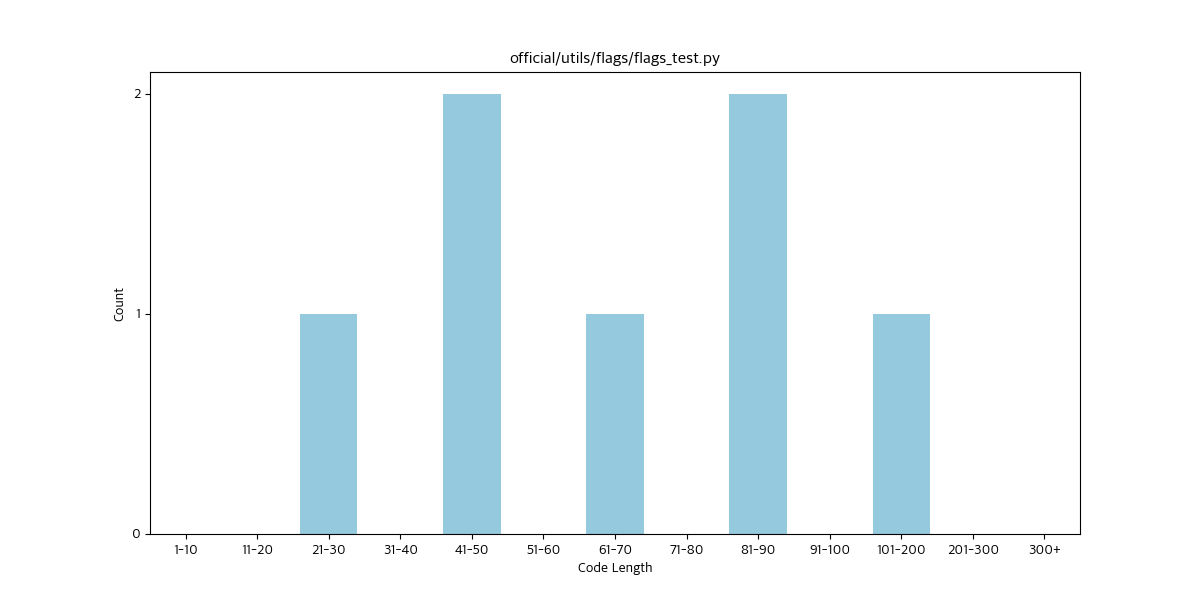 official/utils/flags/flags_test.py
2
1
0
Count
1-10 11-20 21-30 31-40 41-50 51-60 61-70 71-80 81-90 91-100 101-200 201-300 300+
Code Length